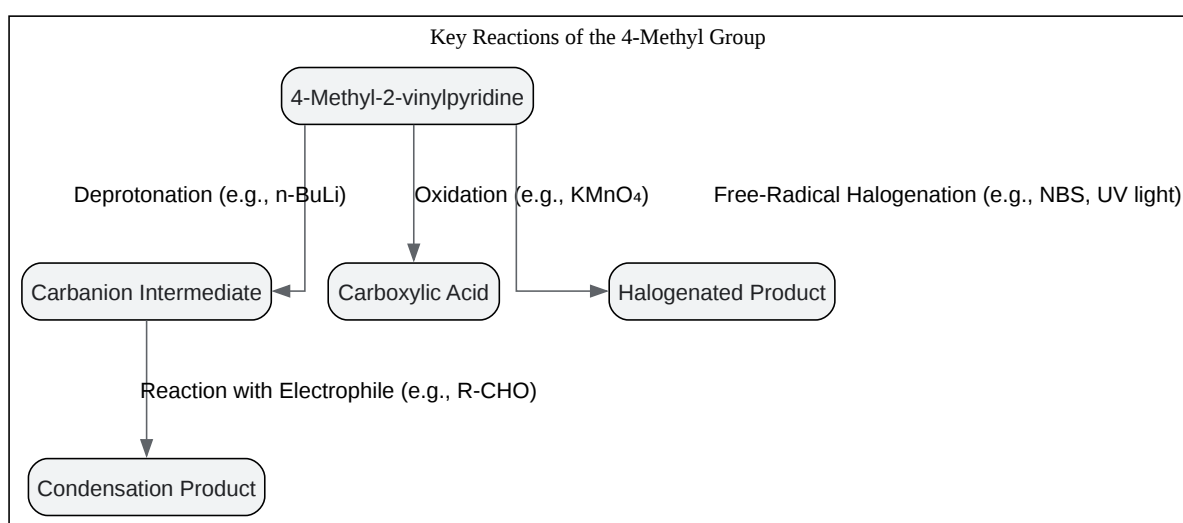 Key Reactions of the 4-Methyl Group
4-Methyl-2-vinylpyridine
Deprotonation (e.g., n-BuLi)
Oxidation (e.g., KMnO₄)
Free-Radical Halogenation (e.g., NBS, UV light)
Carbanion Intermediate
Carboxylic Acid
Halogenated Product
Reaction with Electrophile (e.g., R-CHO)
Condensation Product